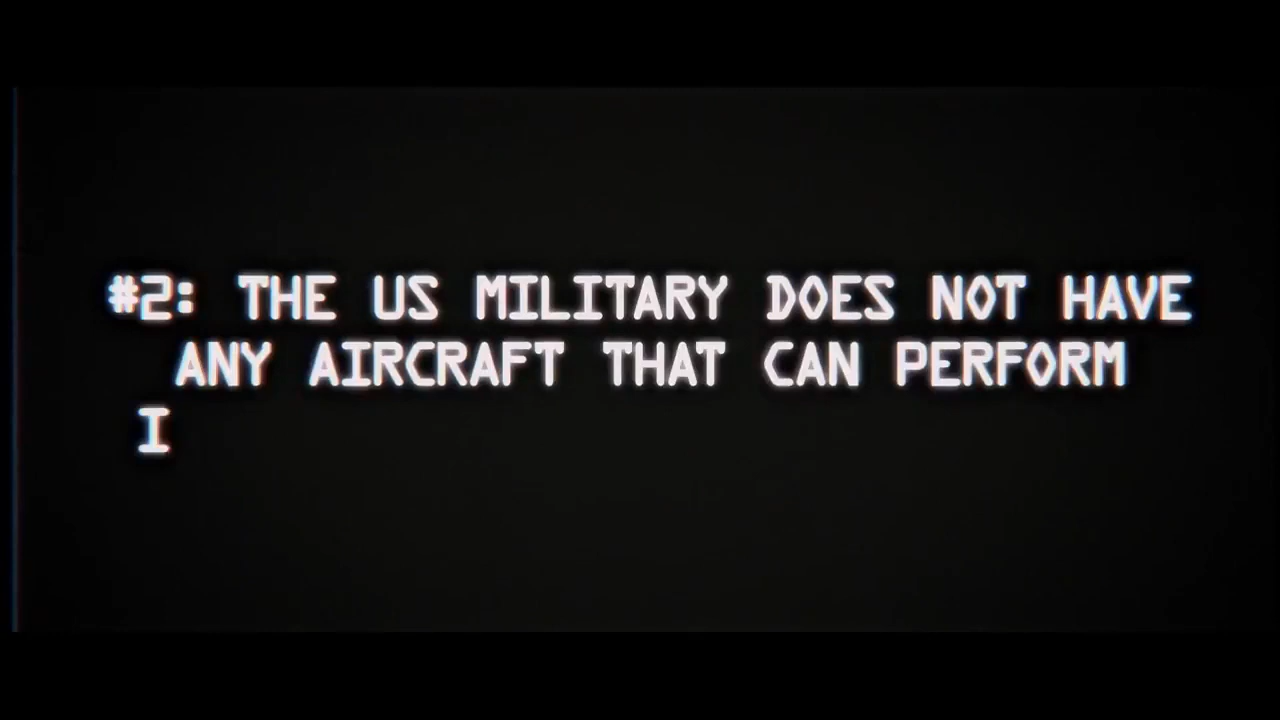 #2: THE US MILITARY DOES NOT HAVE
ANY AIRCRAFT THAT CAN PERFORM
I